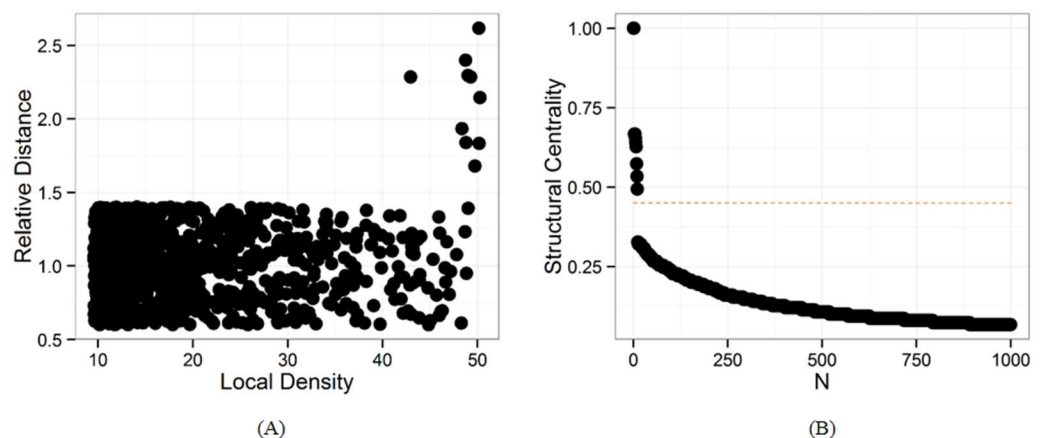 2.5
2.0
1.5
1.0
0.5
Relative Distance
10 20 30 40 50
Local Density
(A)
1.00
0.75
0.50
0.25
Structural Centrality
0 250 500 750 1000
N
(B)